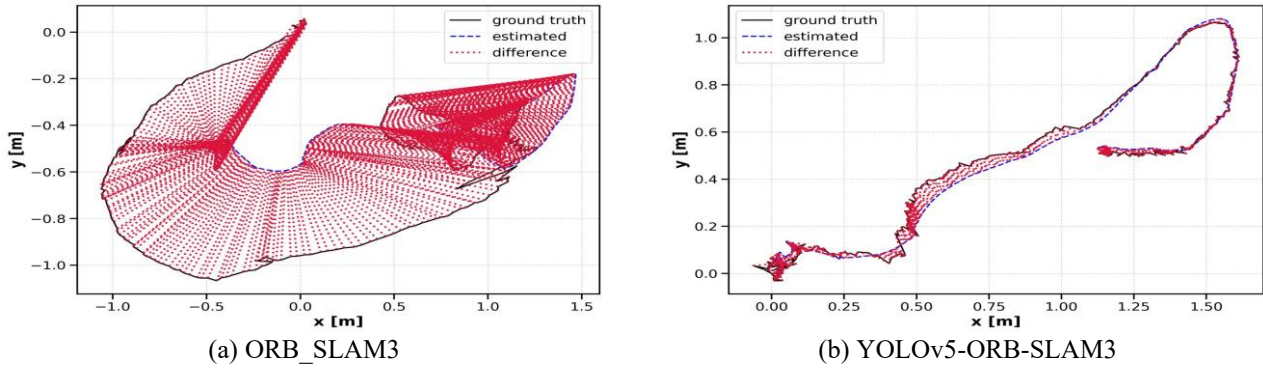 ground truth
estimated
difference
0.0
−0.2
−0.4
−0.6
−0.8
−1.0
y [m]
−1.0
−0.5
0.0
0.5
1.0
1.5
x [m]
(a) ORB_SLAM3
ground truth
estimated
difference
1.0
0.8
0.6
0.4
0.2
0.0
y [m]
0.00
0.25
0.50
0.75
1.00
1.25
1.50
x [m]
(b) YOLOv5-ORB-SLAM3